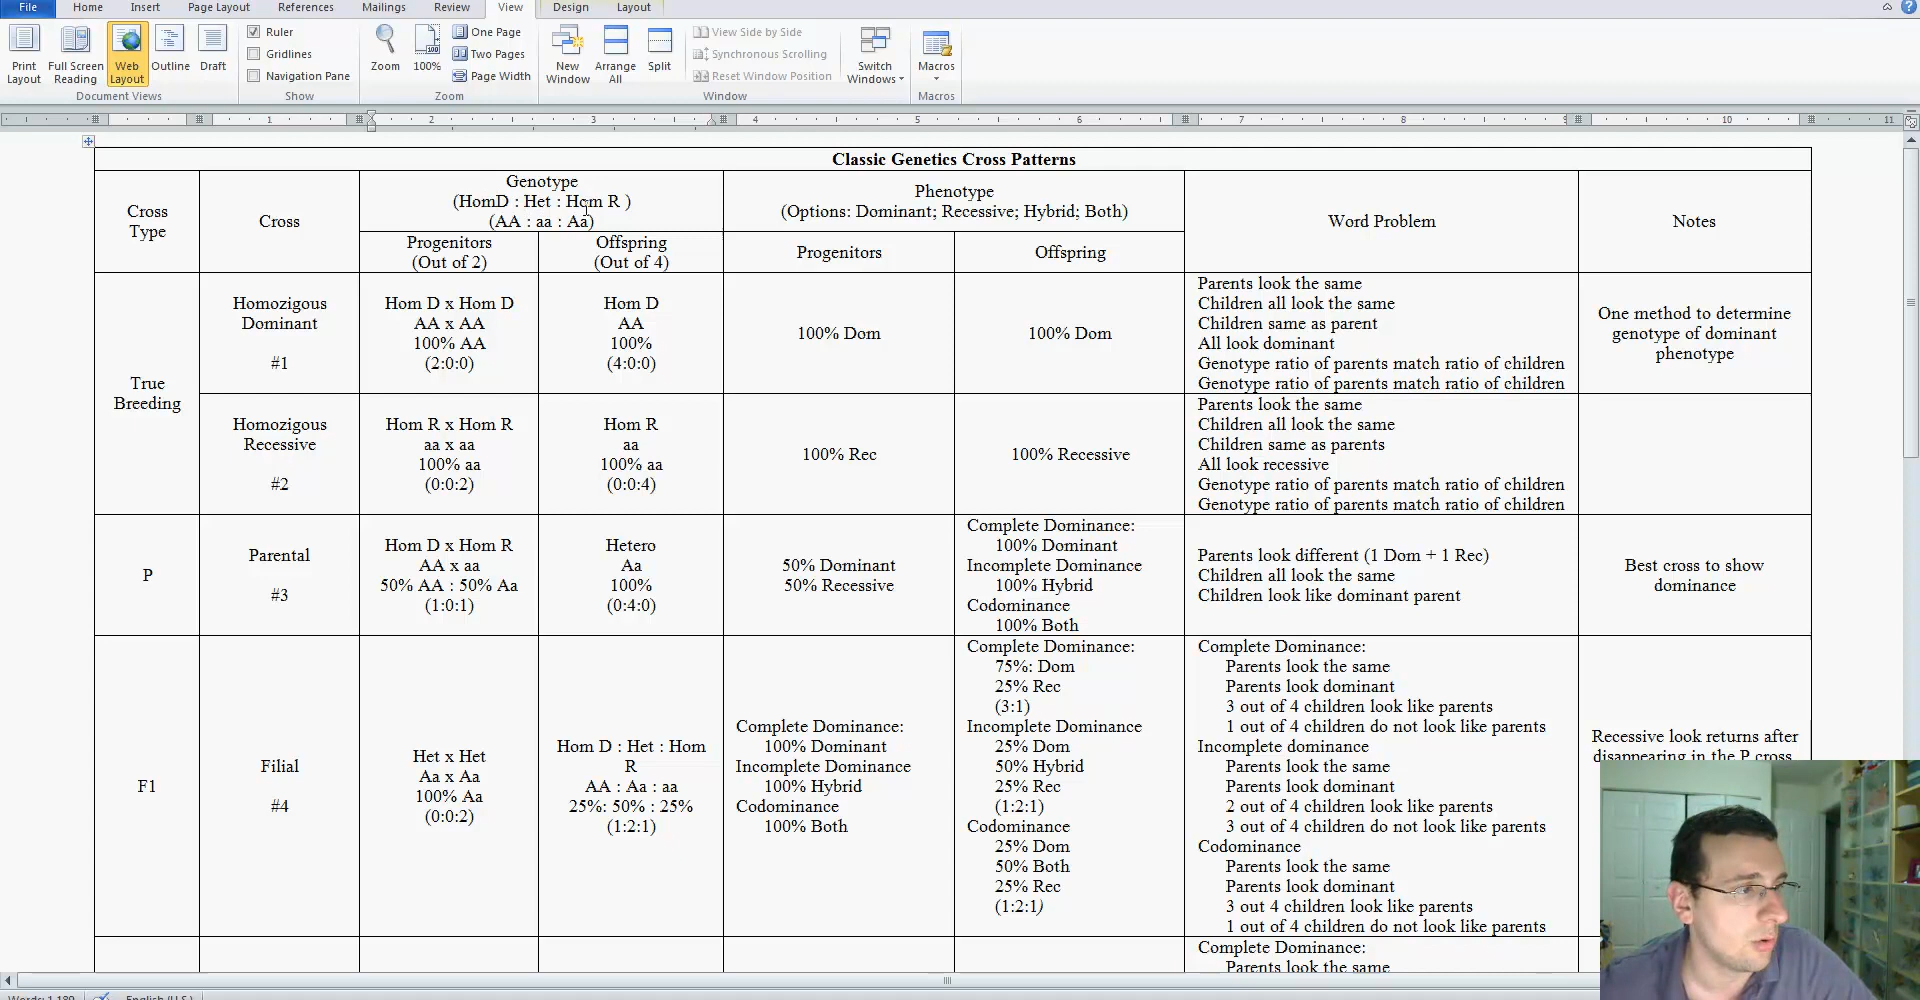 File Home Insert Page Layout References Mailings Review View Design Layout
Print Layout
Full Screen Reading
Web Layout
Outline
Draft
Document Views
Ruler
Gridlines
Navigation Pane
Show
Zoom
100%
One Page
Two Pages
Page Width
Zoom
New Window
Arrange All
Split
View Side by Side
Synchronous Scrolling
Reset Window Position
Window
Switch Windows
Macros
Macros
1 2 3 4 5 6 7 8 9 10 11
Classic Genetics Cross Patterns
Cross
Type
Cross
Genotype
(HomD : Het : Hom R )
(AA : aa : Aa)
Progenitors
(Out of 2)
Offspring
(Out of 4)
Phenotype
(Options: Dominant; Recessive; Hybrid; Both)
Progenitors
Offspring
Word Problem
Notes
True
Breeding
Homozigous
Dominant
#1
Hom D x Hom D
AA x AA
100% AA
(2:0:0)
Hom D
AA
100%
(4:0:0)
100% Dom
100% Dom
Parents look the same
Children all look the same
Children same as parent
All look dominant
Genotype ratio of parents match ratio of children
Genotype ratio of parents match ratio of children
One method to determine
genotype of dominant
phenotype
Homozigous
Recessive
#2
Hom R x Hom R
aa x aa
100% aa
(0:0:2)
Hom R
aa
100% aa
(0:0:4)
100% Rec
100% Recessive
Parents look the same
Children all look the same
Children same as parents
All look recessive
Genotype ratio of parents match ratio of children
Genotype ratio of parents match ratio of children
P
Parental
#3
Hom D x Hom R
AA x aa
50% AA : 50% Aa
(1:0:1)
Hetero
Aa
100%
(0:4:0)
50% Dominant
50% Recessive
Complete Dominance:
100% Dominant
Incomplete Dominance
100% Hybrid
Codominance
100% Both
Parents look different (1 Dom + 1 Rec)
Children all look the same
Children look like dominant parent
Best cross to show
dominance
F1
Filial
#4
Het x Het
Aa x Aa
100% Aa
(0:0:2)
Hom D : Het : Hom
R
AA : Aa : aa
25%: 50% : 25%
(1:2:1)
Complete Dominance:
100% Dominant
Incomplete Dominance
100% Hybrid
Codominance
100% Both
Complete Dominance:
75%: Dom
25% Rec
(3:1)
Incomplete Dominance
25% Dom
50% Hybrid
25% Rec
(1:2:1)
Codominance
25% Dom
50% Both
25% Rec
(1:2:1)
Complete Dominance:
Parents look the same
Parents look dominant
3 out of 4 children look like parents
1 out of 4 children do not look like parents
Incomplete dominance
Parents look the same
Parents look dominant
2 out of 4 children look like parents
3 out of 4 children do not look like parents
Codominance
Parents look the same
Parents look dominant
3 out 4 children look like parents
1 out of 4 children do not look like parents
Recessive look returns after
disappearing in the P cross
Complete Dominance:
Parents look the same
Words: 1,189 English (U.S.)